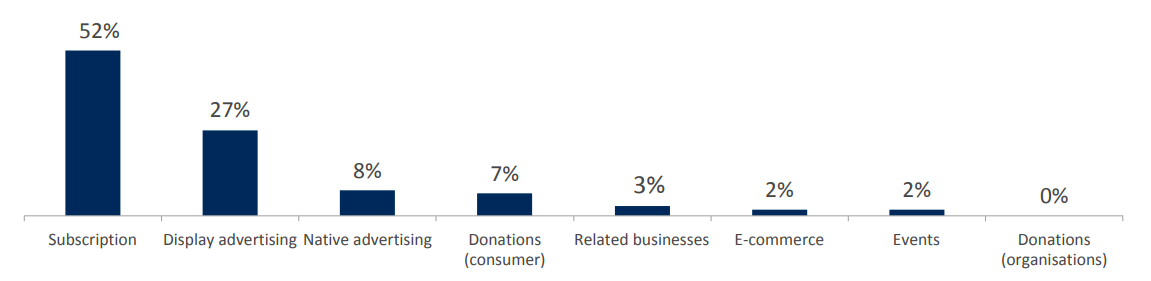 52%
27%
8%
7%
3%
2%
2%
0%
Subscription
Display advertising
Native advertising
Donations
(consumer)
Related businesses
E-commerce
Events
Donations
(organisations)